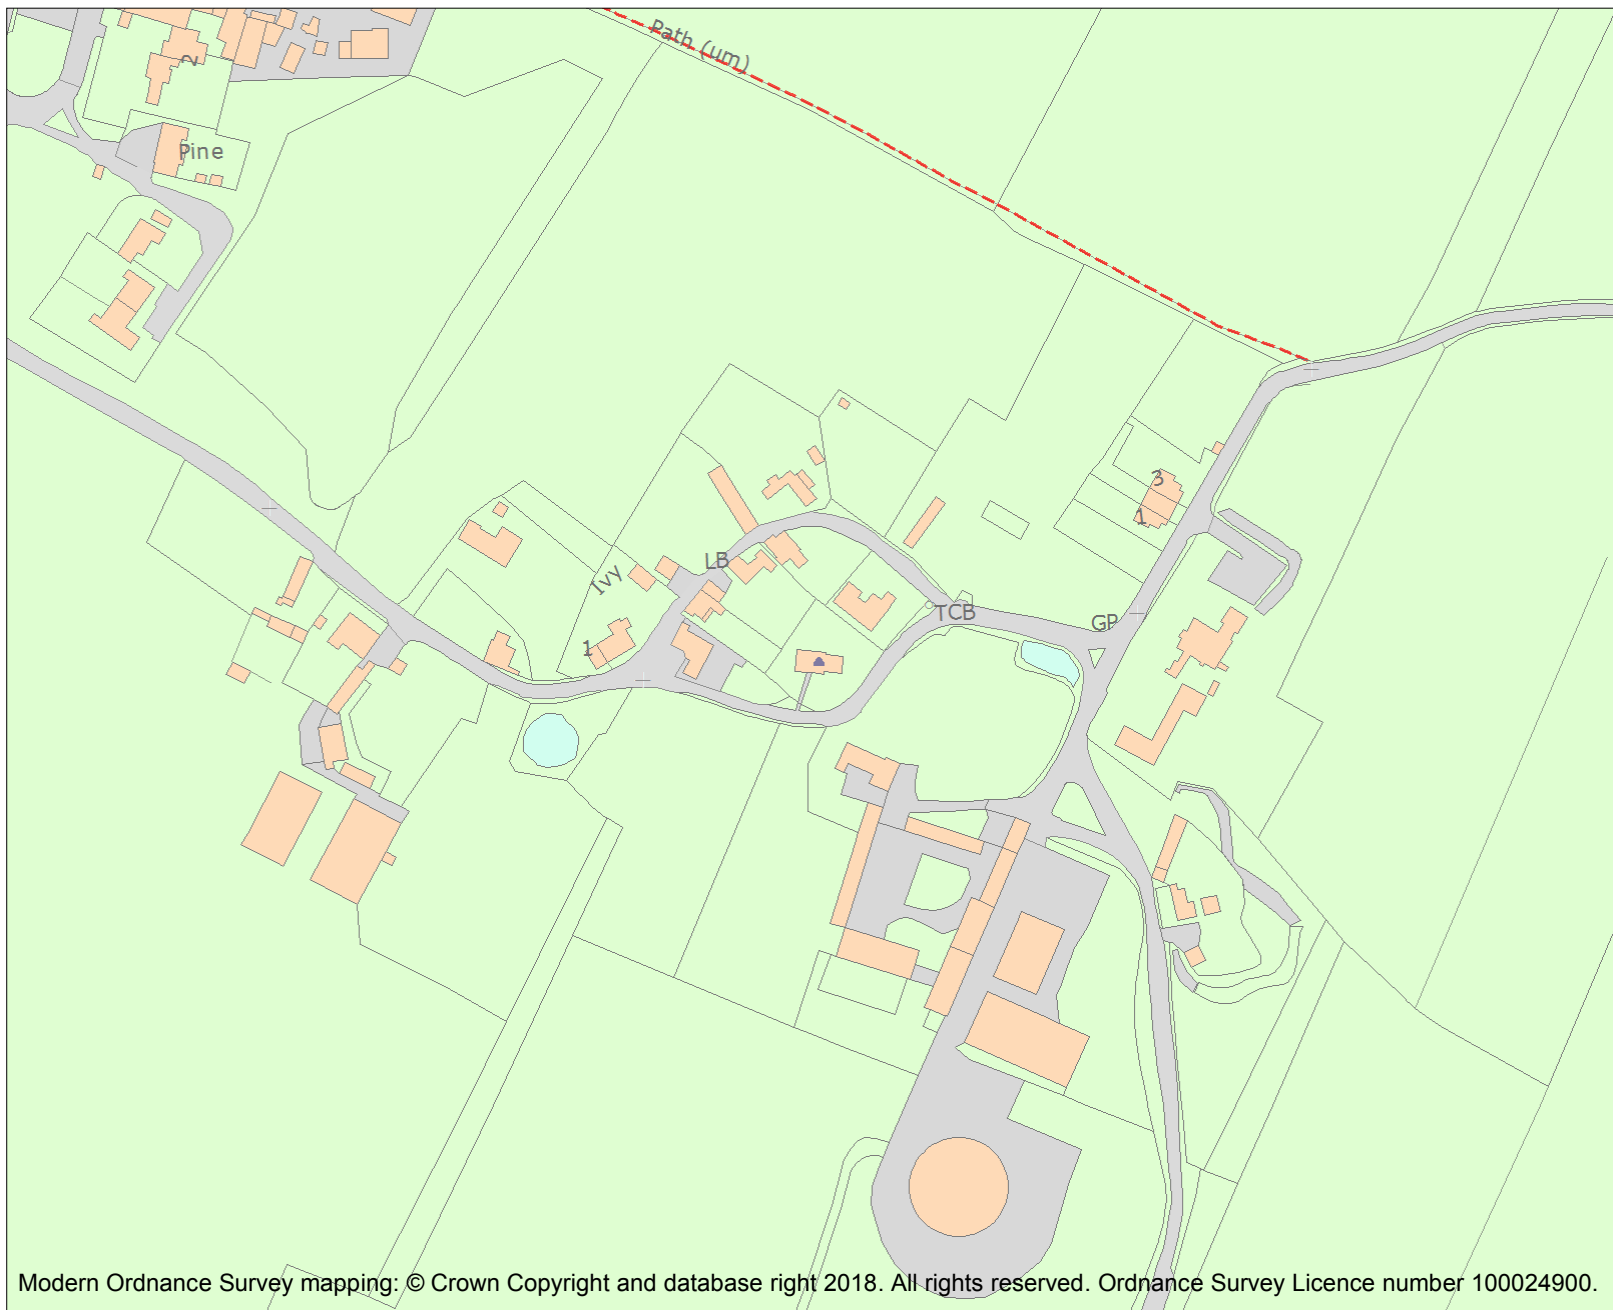 Path (um)
2
Pine
3
1
LB
Ivy
TCB
GP
1
Modern Ordnance Survey mapping: © Crown Copyright and database right 2018. All rights reserved. Ordnance Survey Licence number 100024900.